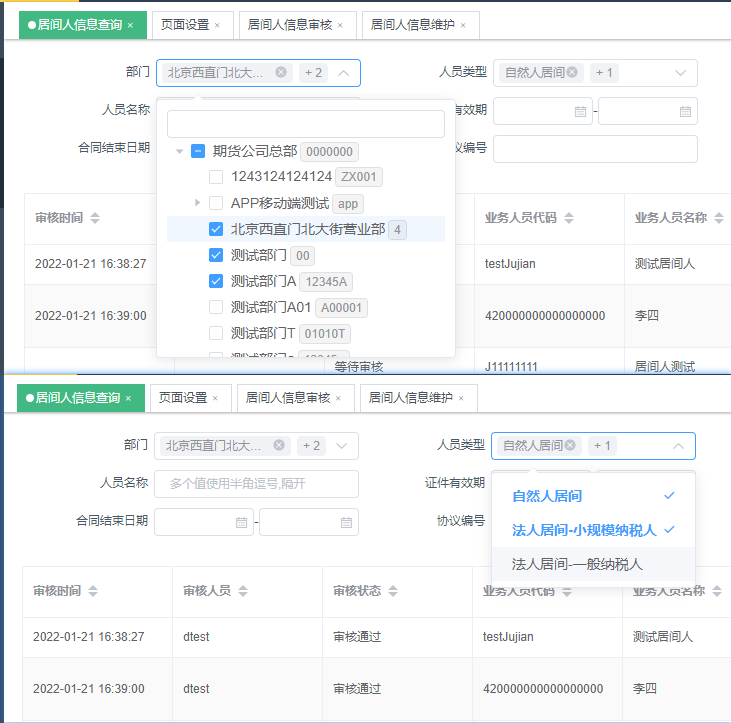 居间人信息查询 × 页面设置 × 居间人信息审核 × 居间人信息维护 ×
部门 北京西直门北大... + 2 人员类型 自然人居间 + 1
人员名称 有效期 -
合同结束日期 议编号
期货公司总部 0000000
1243124124124 ZX001
APP移动端测试 app
北京西直门北大街营业部 4
测试部门 00
测试部门A 12345A
测试部门A01 A00001
测试部门T 01010T
审核时间 业务人员代码 业务人员名称
2022-01-21 16:38:27 testJujian 测试居间人
2022-01-21 16:39:00 420000000000000000 李四
等待审核 J11111111 居间人测试
居间人信息查询 × 页面设置 × 居间人信息审核 × 居间人信息维护 ×
部门 北京西直门北大... + 2 人员类型 自然人居间 + 1
人员名称 多个值使用半角逗号,隔开 证件有效期
合同结束日期 - 协议编号
自然人居间
法人居间-小规模纳税人
法人居间-一般纳税人
审核时间 审核人员 审核状态 业务人员代码 业务人员名称
2022-01-21 16:38:27 dtest 审核通过 testJujian 测试居间人
2022-01-21 16:39:00 dtest 审核通过 420000000000000000 李四